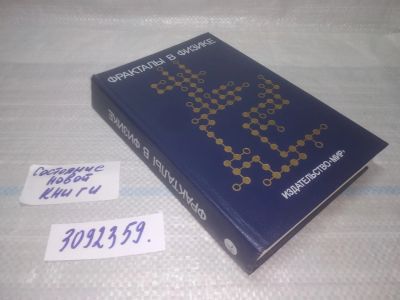 ФРАКТАЛЫ В ФИЗИКЕ
ИЗДАТЕЛЬСТВО «МИР»
ФРАКТАЛЫ В ФИЗИКЕ
Состояние
новой
книги
3092359.